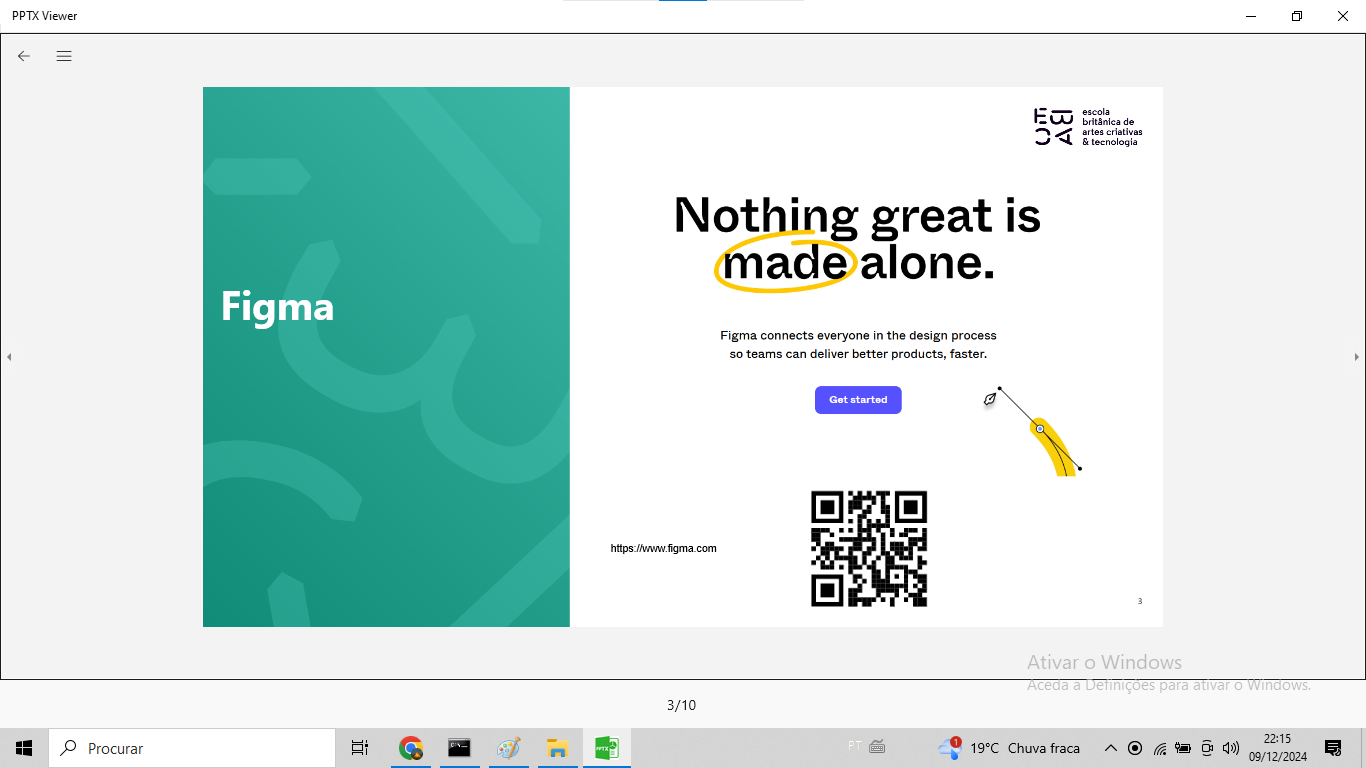 PPTX Viewer
escola
britânica de
artes criativas
& tecnologia
Nothing great is
made alone.
Figma
Figma connects everyone in the design process
so teams can deliver better products, faster.
Get started
https://www.figma.com
3
Ativar o Windows
Aceda a Definições para ativar o Windows.
3/10
Procurar
PPTX
PT
1
19°C Chuva fraca
22:15
09/12/2024